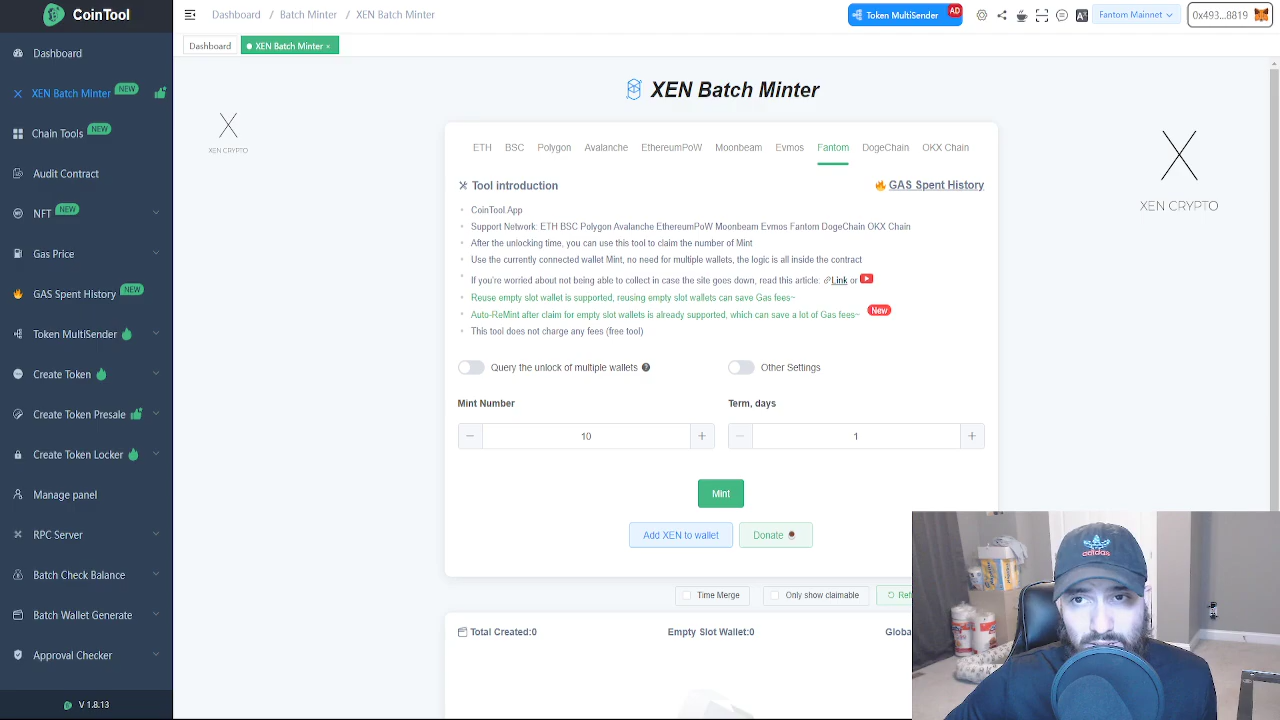 Cointool
Dashboard / Batch Minter / XEN Batch Minter
Token MultiSender
AD
Fantom Mainnet
0x493...8819
Dashboard
XEN Batch Minter ×
Dashboard
XEN Batch Minter NEW
Chain Tool NEW
Audit Contract
NFT NEW
Gas Price
GAS Spent History NEW
Multi Sender
Create Token
Create Token Presale
Create Token Locker
Manage panel
RPC Server
Batch Check Balance
Batch Create Wallte
Approval Checker
V 1.8.13
XEN CRYPTO
XEN Batch Minter
XEN CRYPTO
ETH BSC Polygon Avalanche EthereumPoW Moonbeam Evmos Fantom DogeChain OKX Chain
Tool introduction
GAS Spent History
CoinTool App
Support Network: ETH BSC Polygon Avalanche EthereumPoW Moonbeam Evmos Fantom DogeChain OKX Chain
After the unlocking time, you can use this tool to claim the number of Mint
Use the currently connected wallet Mint, no need for multiple wallets, the logic is all inside the contract
If you're worried about not being able to collect in case the site goes down, read this article: Link or
Reuse empty slot wallet is supported, reusing empty slot wallets can save Gas fees~
Auto-ReMint after claim for empty slot wallets is already supported, which can save a lot of Gas fees~ New
This tool does not charge any fees (free tool)
Query the unlock of multiple wallets
Other Settings
Mint Number
Term, days
10
1
Mint
Add XEN to wallet
Donate
Time Merge
Only show claimable
Total Created:0
Empty Slot Wallet:0
adidas